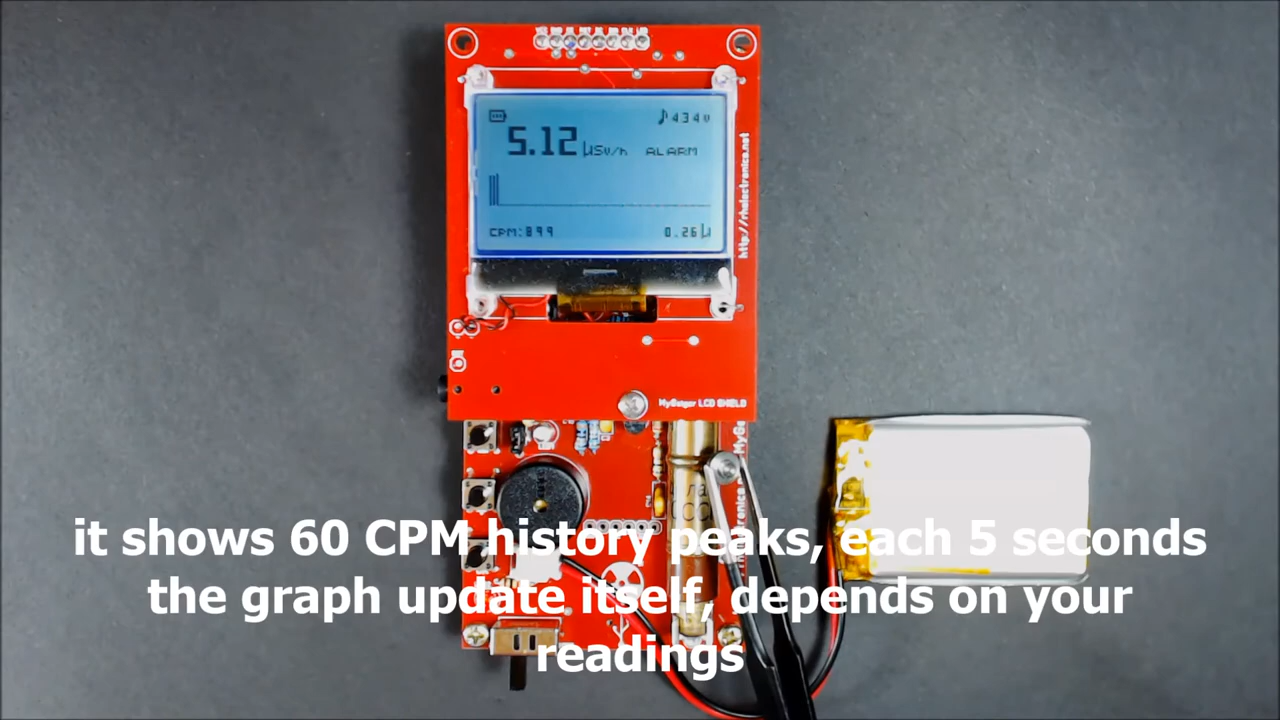 434V
5.12 µSv/h ALARM
CPM:899 0.26µ
http://rhelectronics.net
MyGeiger LCD SHIELD
it shows 60 CPM history peaks, each 5 seconds
the graph update itself, depends on your
readings